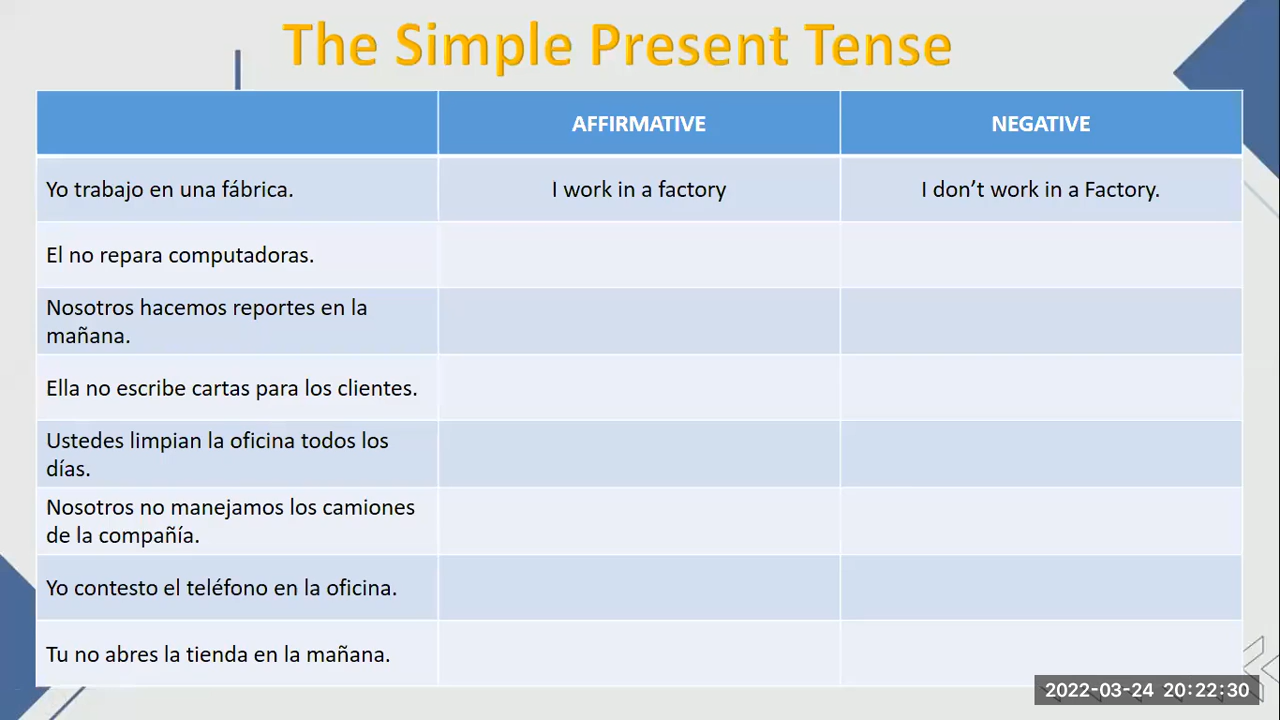 The Simple Present Tense
AFFIRMATIVE
NEGATIVE
Yo trabajo en una fábrica.
I work in a factory
I don’t work in a Factory.
El no repara computadoras.
Nosotros hacemos reportes en la
mañana.
Ella no escribe cartas para los clientes.
Ustedes limpian la oficina todos los
días.
Nosotros no manejamos los camiones
de la compañía.
Yo contesto el teléfono en la oficina.
Tu no abres la tienda en la mañana.
2022-03-24 20:22:30